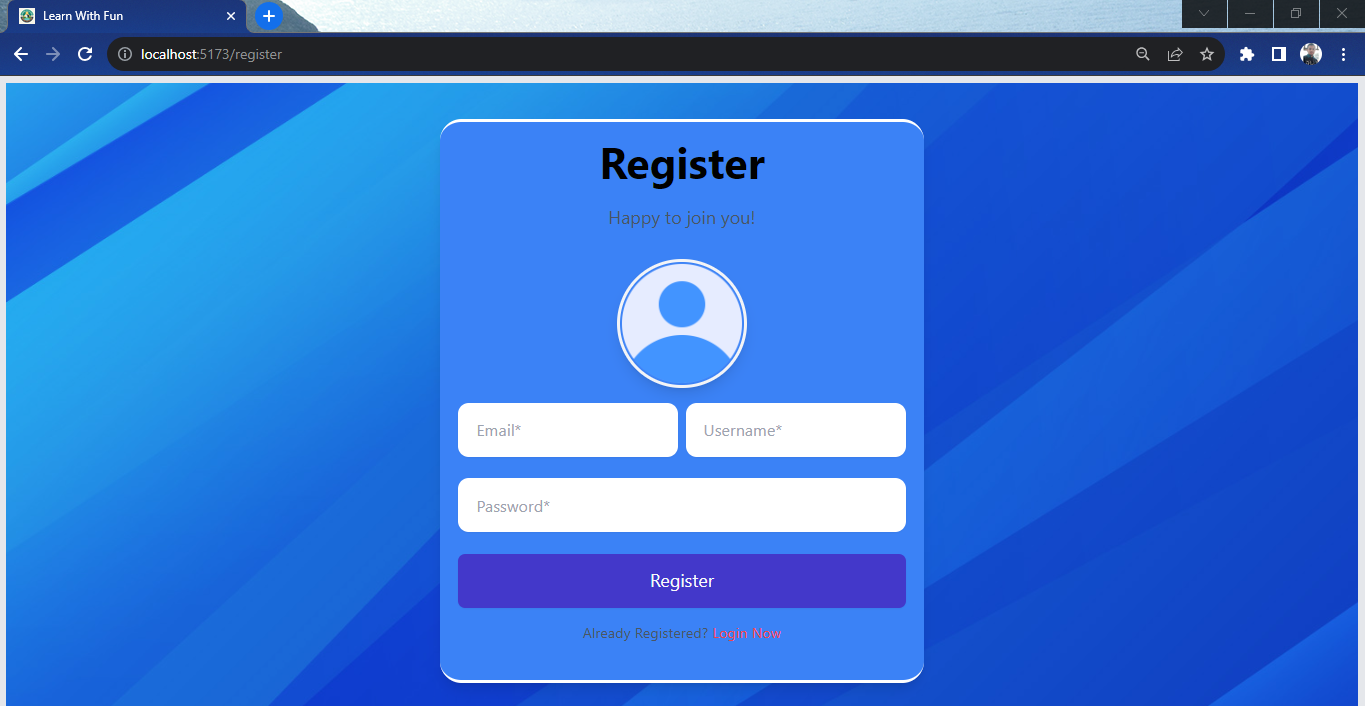 Learn With Fun
localhost:5173/register
Register
Happy to join you!
Email* Username*
Password*
Register
Already Registered? Login Now